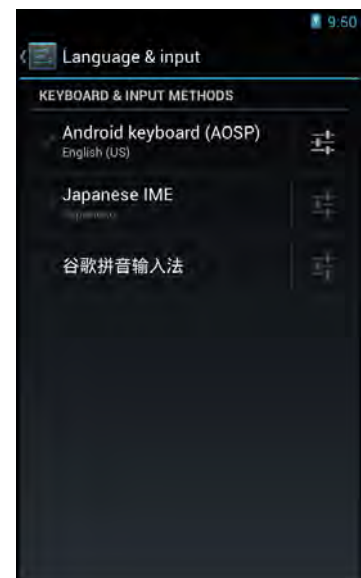 9:50
Language & input
KEYBOARD & INPUT METHODS
Android keyboard (AOSP)
English (US)
Japanese IME
谷歌拼音输入法